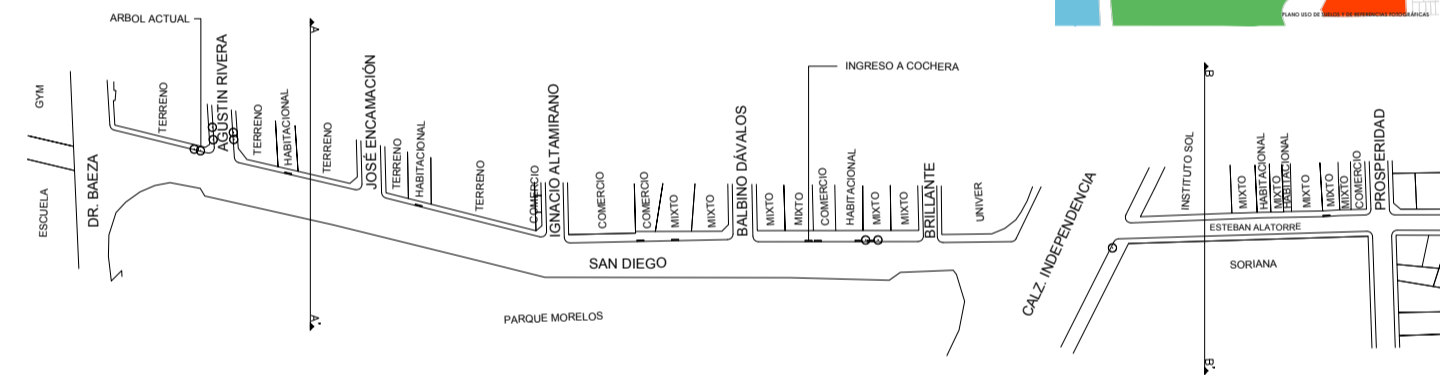 PLANO USO DE SUELOS Y DE REFERENCIAS FOTOGRÁFICAS
ARBOL ACTUAL
A
B
INGRESO A COCHERA
GYM
ESCUELA
DR. BAEZA
TERRENO
AGUSTIN RIVERA
TERRENO
HABITACIONAL
TERRENO
JOSÉ ENCAMACIÓN
TERRENO
HABITACIONAL
TERRENO
COMERCIO
IGNACIO ALTAMIRANO
COMERCIO
COMERCIO
MIXTO
MIXTO
BALBINO DÁVALOS
MIXTO
MIXTO
COMERCIO
HABITACIONAL
MIXTO
MIXTO
BRILLANTE
UNIVER
CALZ. INDEPENDENCIA
INSTITUTO SOL
MIXTO
HABITACIONAL
MIXTO
HABITACIONAL
MIXTO
MIXTO
MIXTO
COMERCIO
PROSPERIDAD
ESTEBAN ALATORRE
SAN DIEGO
SORIANA
PARQUE MORELOS
A'
B'